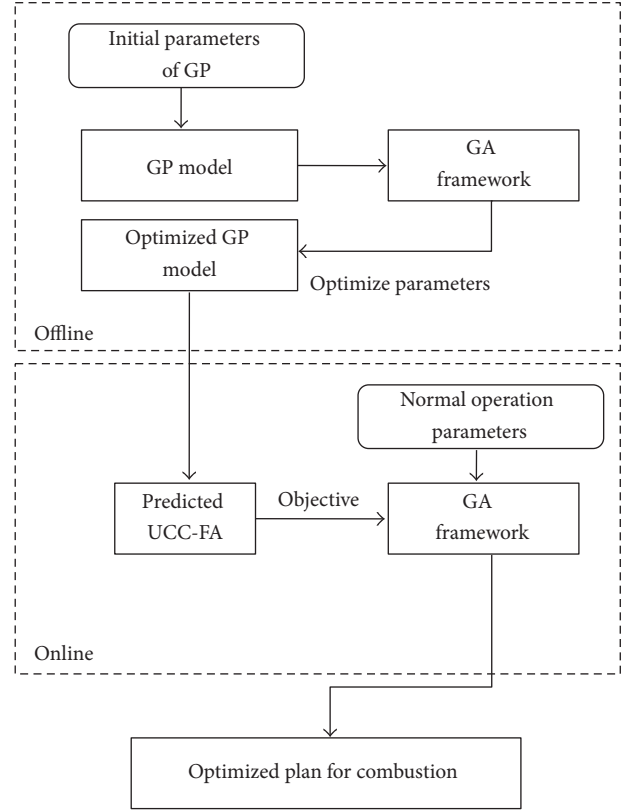 Initial parameters
of GP
GP model
GA
framework
Optimized GP
model
Optimize parameters
Offline
Normal operation
parameters
Predicted
UCC-FA
Objective
GA
framework
Online
Optimized plan for combustion